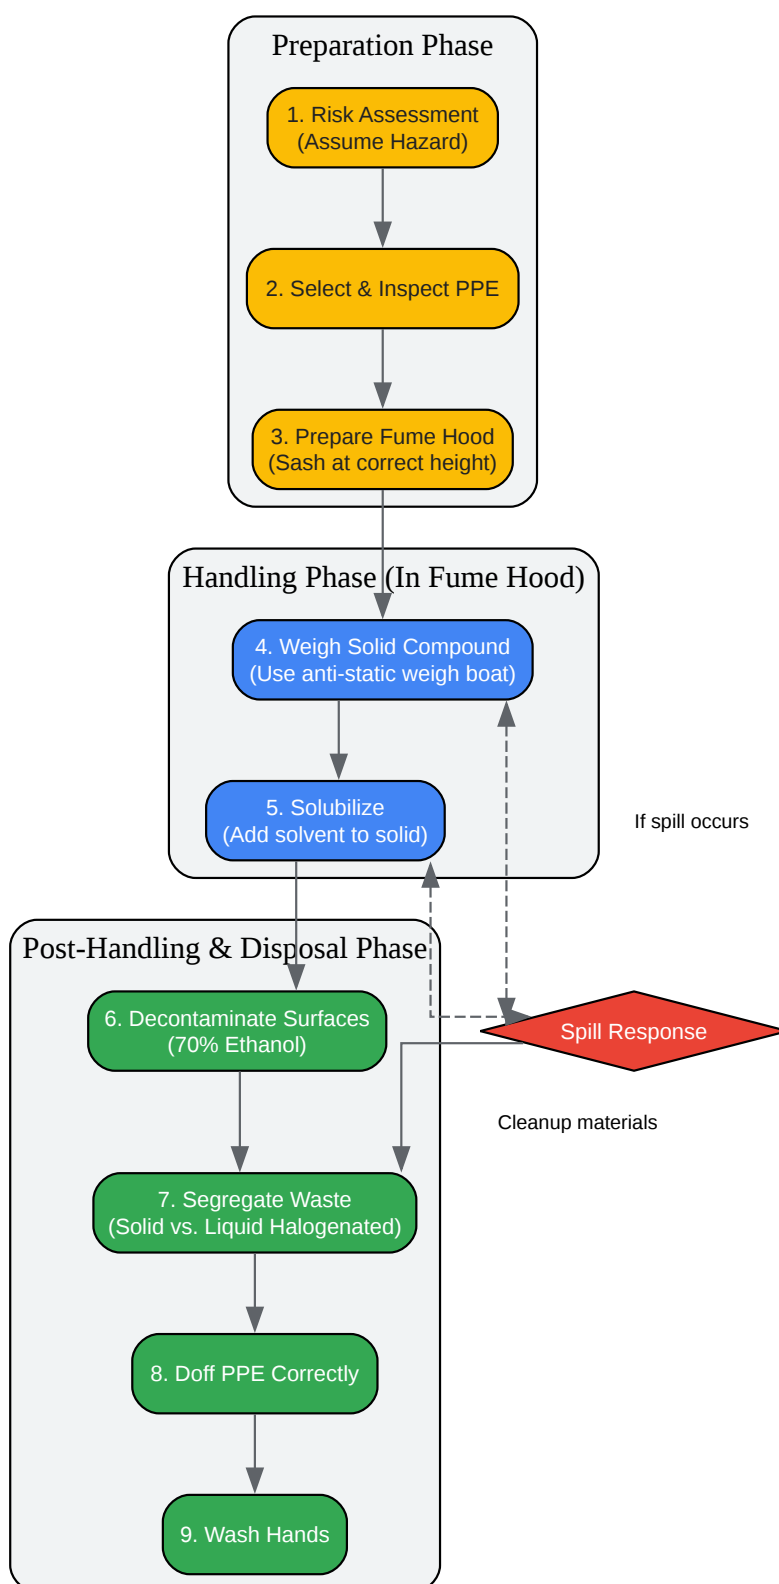 Preparation Phase
1. Risk Assessment
(Assume Hazard)
2. Select & Inspect PPE
3. Prepare Fume Hood
(Sash at correct height)
Handling Phase (In Fume Hood)
4. Weigh Solid Compound
(Use anti-static weigh boat)
5. Solubilize
(Add solvent to solid)
If spill occurs
Post-Handling & Disposal Phase
6. Decontaminate Surfaces
(70% Ethanol)
Spill Response
Cleanup materials
7. Segregate Waste
(Solid vs. Liquid Halogenated)
8. Doff PPE Correctly
9. Wash Hands